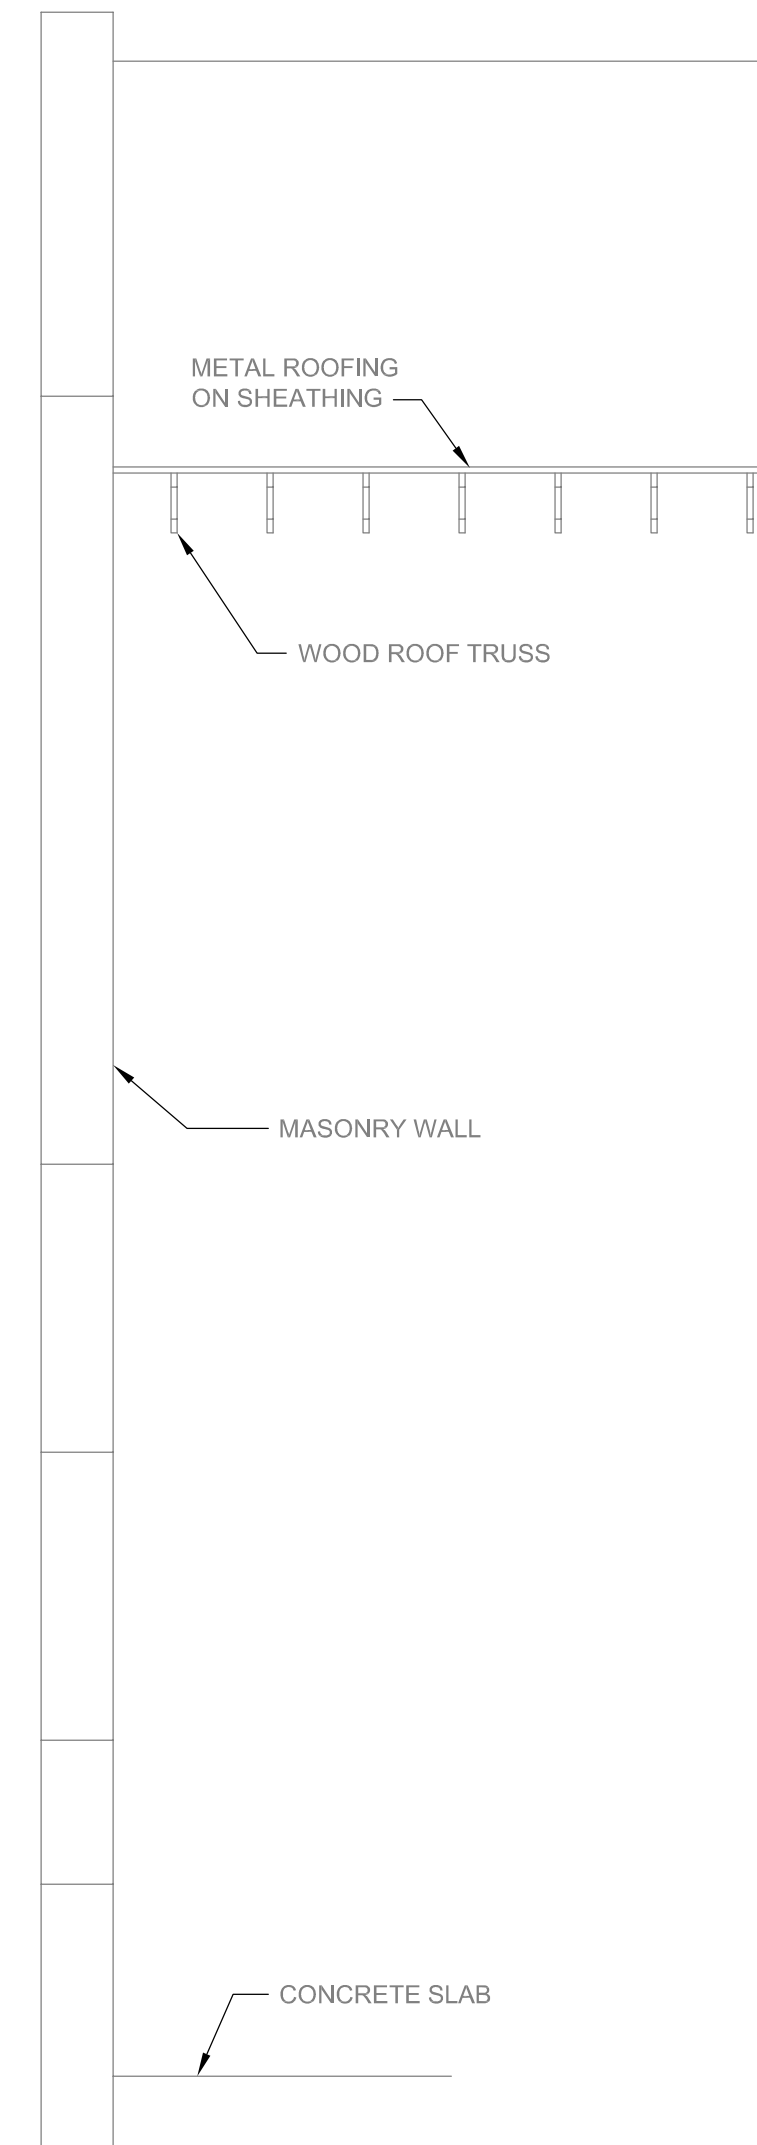 METAL ROOFING
ON SHEATHING
WOOD ROOF TRUSS
MASONRY WALL
CONCRETE SLAB